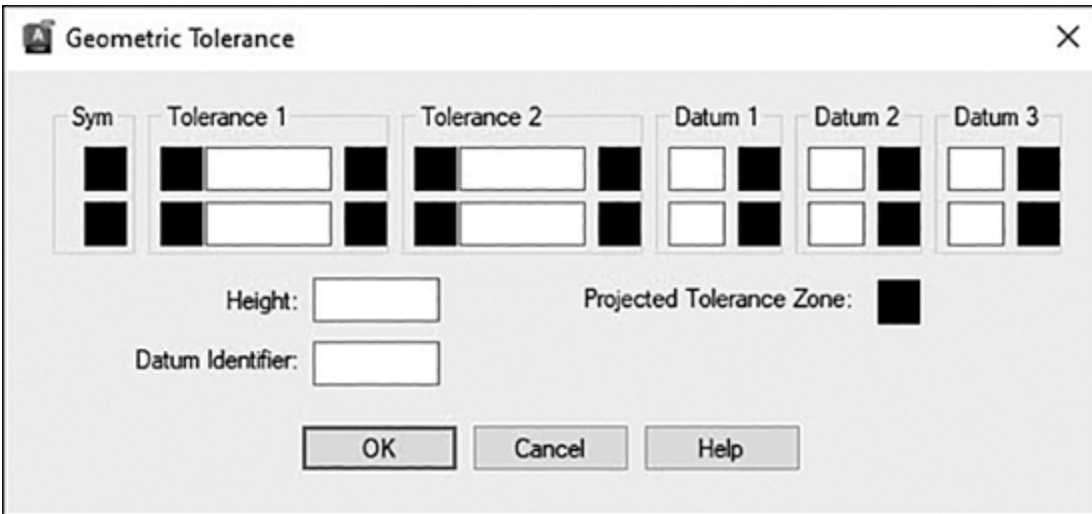 Geometric Tolerance
Sym Tolerance 1 Tolerance 2 Datum 1 Datum 2 Datum 3
Height: Projected Tolerance Zone:
Datum Identifier:
OK Cancel Help